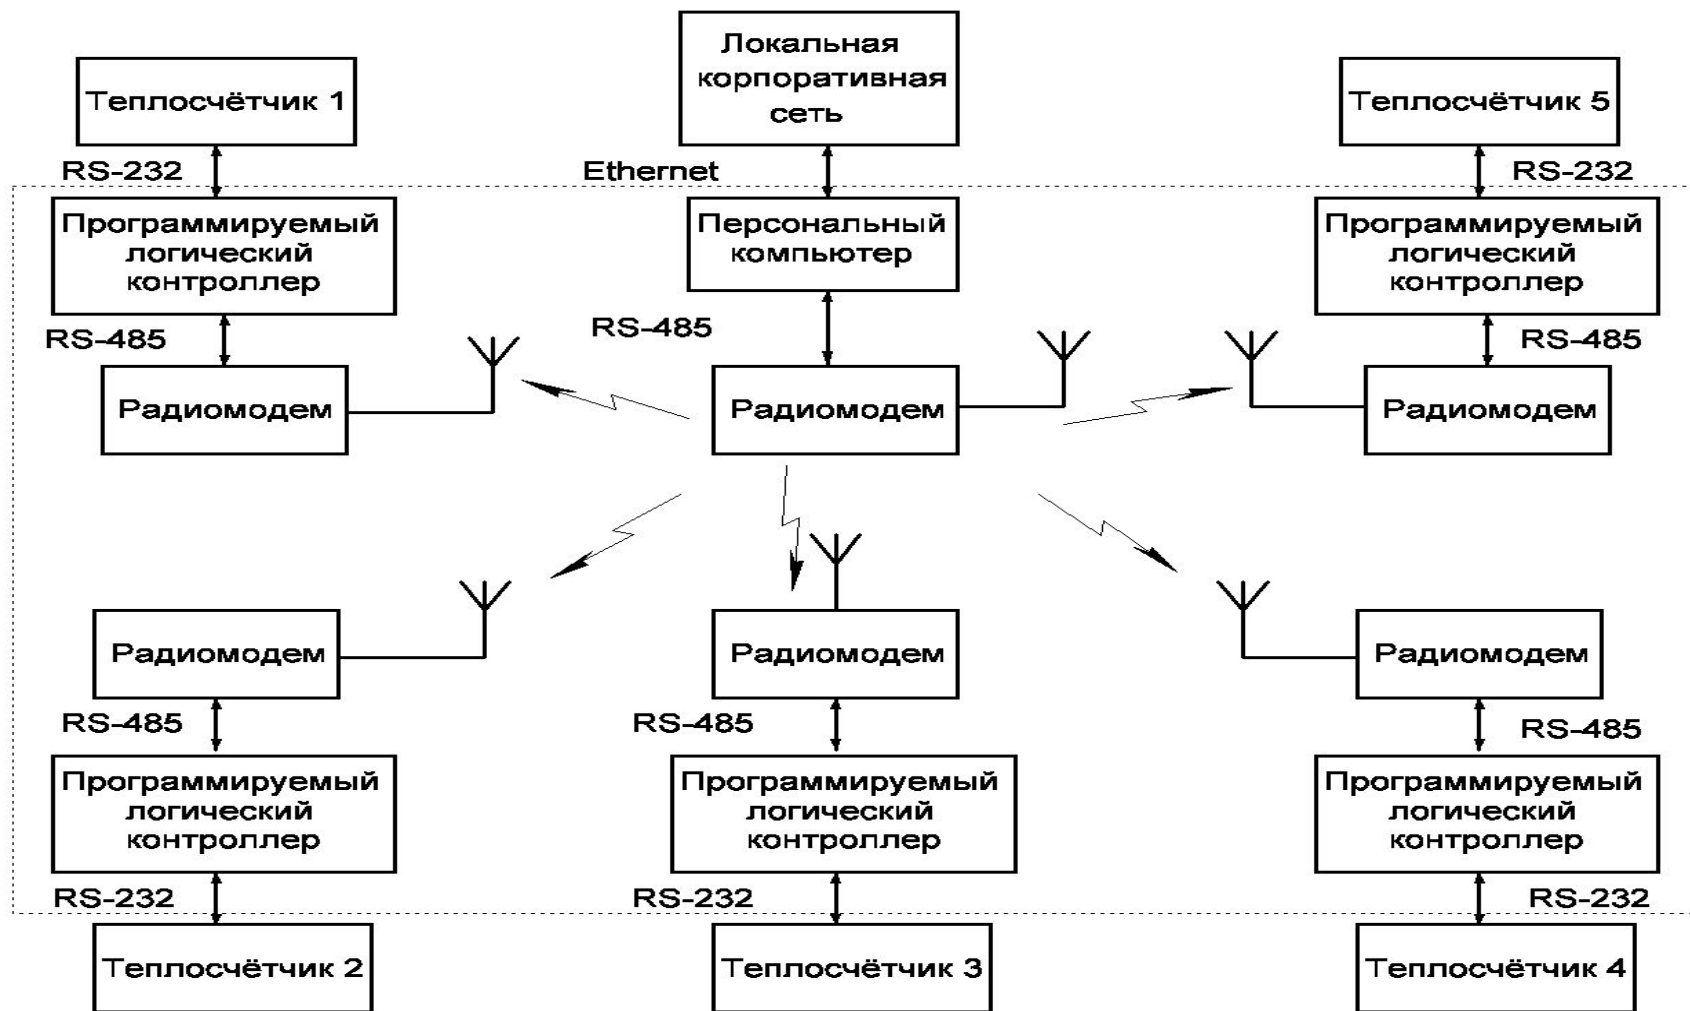 Локальная
корпоративная
сеть
Теплосчётчик 1
Теплосчётчик 5
RS-232
Ethernet
RS-232
Программируемый
логический
контроллер
Персональный
компьютер
Программируемый
логический
контроллер
RS-485
RS-485
RS-485
Радиомодем
Радиомодем
Радиомодем
Радиомодем
Радиомодем
Радиомодем
RS-485
RS-485
RS-485
Программируемый
логический
контроллер
Программируемый
логический
контроллер
Программируемый
логический
контроллер
RS-232
RS-232
RS-232
Теплосчётчик 2
Теплосчётчик 3
Теплосчётчик 4